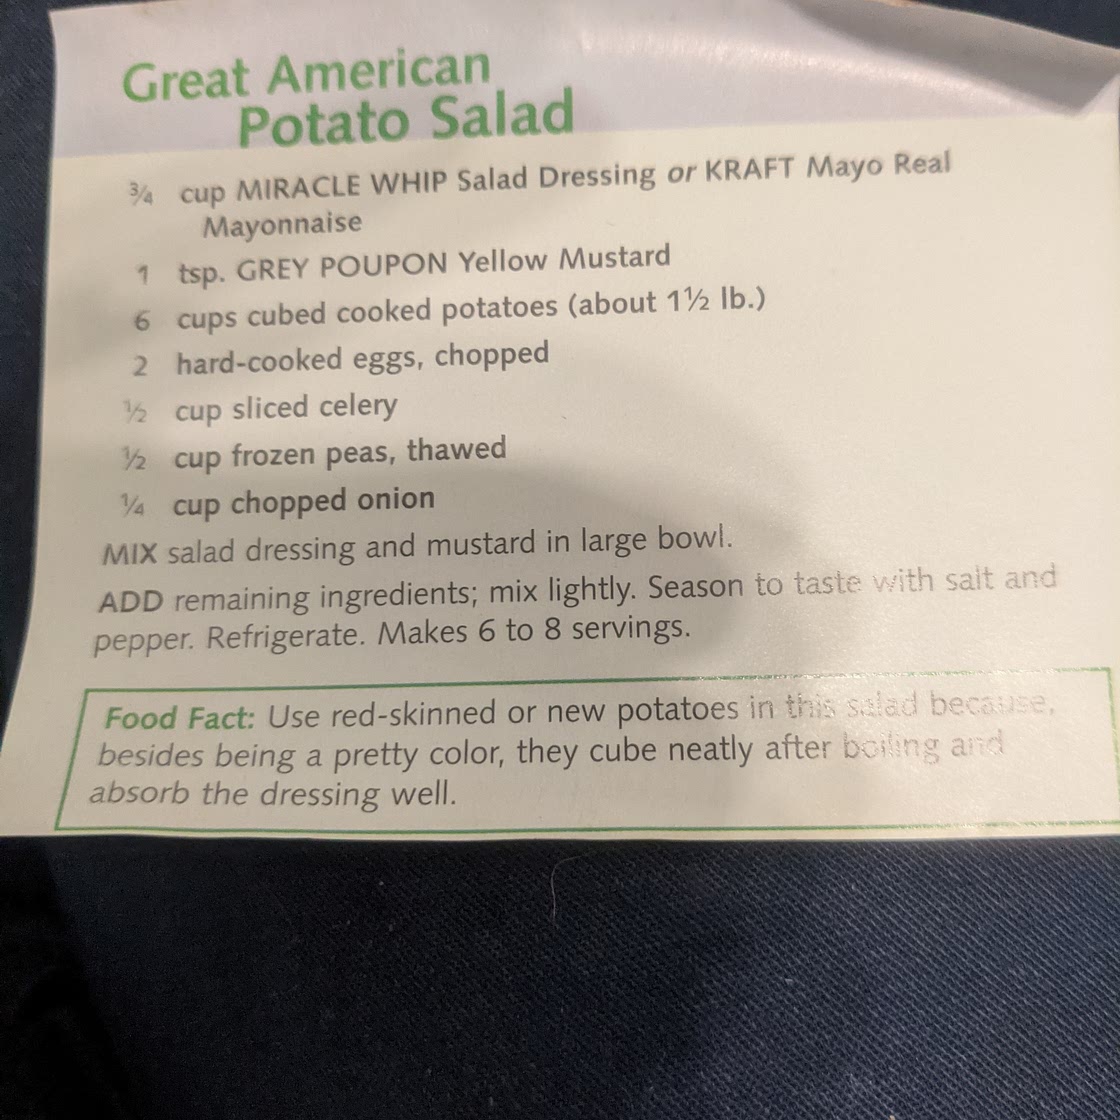 Great American
Potato Salad
¾ cup MIRACLE WHIP Salad Dressing or KRAFT Mayo Real
Mayonnaise
1 tsp. GREY POUPON Yellow Mustard
6 cups cubed cooked potatoes (about 1½ lb.)
2 hard-cooked eggs, chopped
½ cup sliced celery
½ cup frozen peas, thawed
¼ cup chopped onion
MIX salad dressing and mustard in large bowl.
ADD remaining ingredients; mix lightly. Season to taste with salt and
pepper. Refrigerate. Makes 6 to 8 servings.
Food Fact: Use red-skinned or new potatoes in this salad because,
besides being a pretty color, they cube neatly after boiling and
absorb the dressing well.